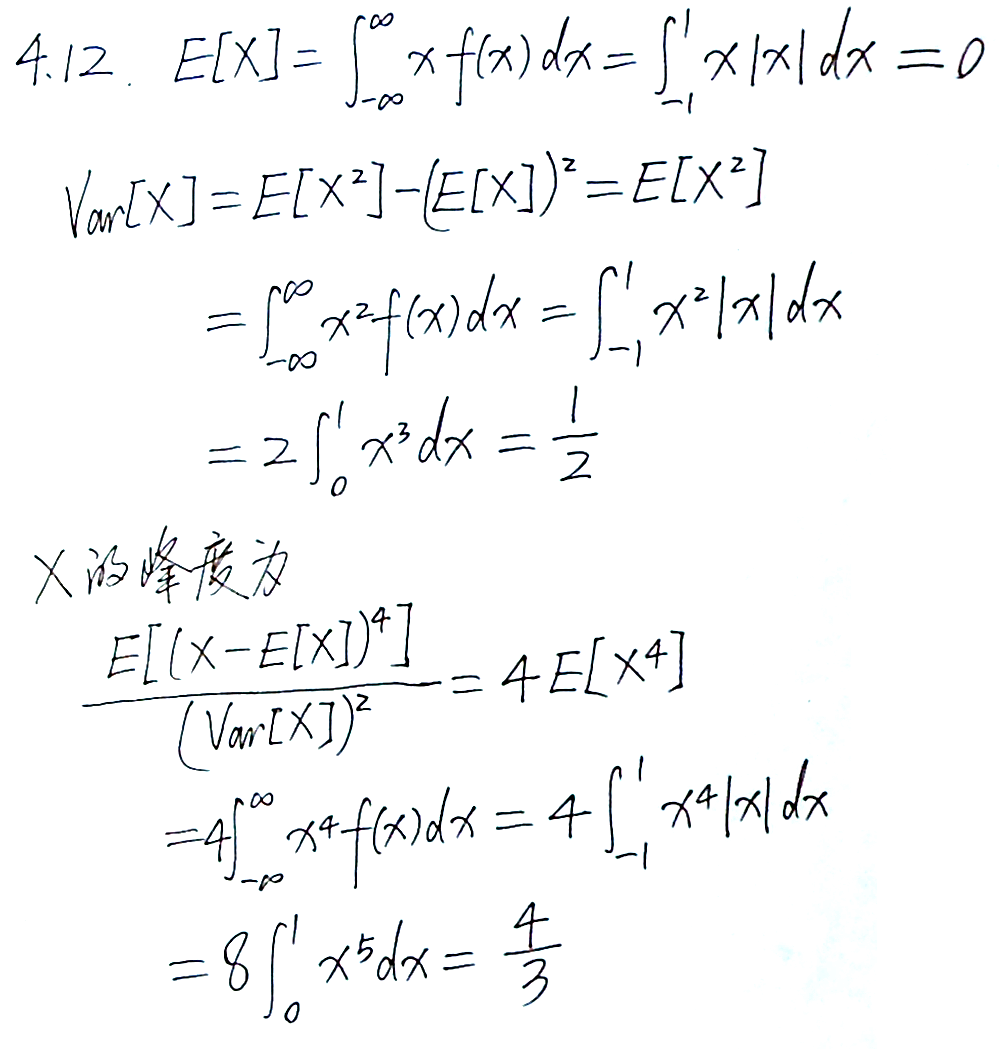 4.12. E[X] = ∫_{-∞}^{∞} x f(x) dx = ∫_{-1}^{1} x|x| dx = 0
Var[X] = E[X²] - (E[X])² = E[X²]
= ∫_{-∞}^{∞} x² f(x) dx = ∫_{-1}^{1} x²|x| dx
= 2∫_{0}^{1} x³ dx = 1/2
X的峰度为
E[(X-E[X])⁴] / (Var[X])² = 4E[X⁴]
= 4∫_{-∞}^{∞} x⁴ f(x) dx = 4∫_{-1}^{1} x⁴|x| dx
= 8∫_{0}^{1} x⁵ dx = 4/3